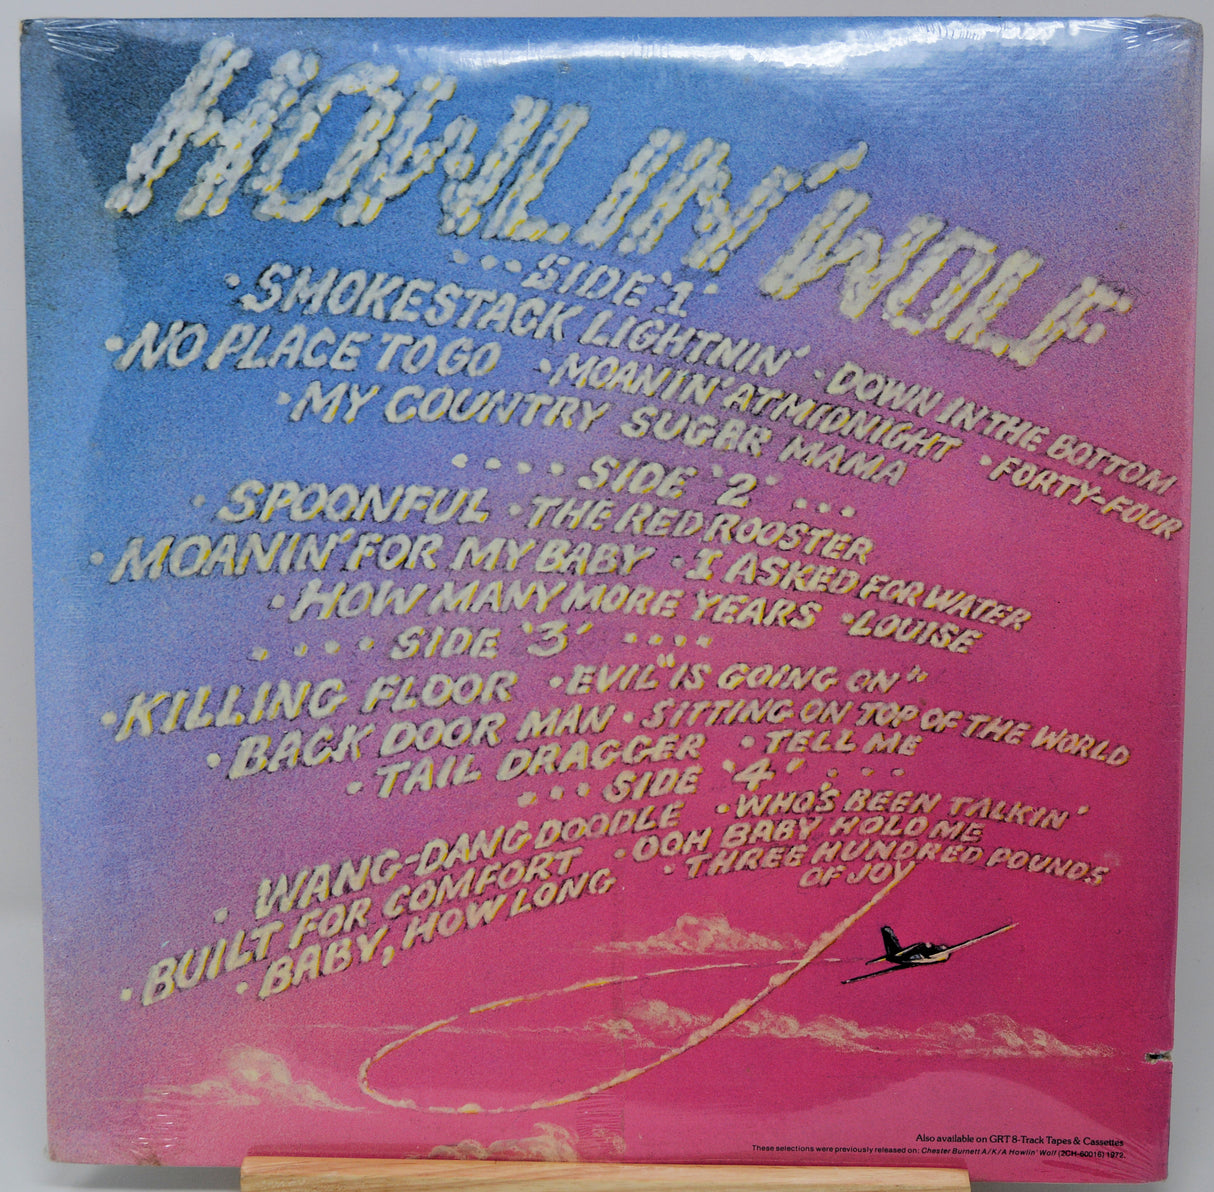 HOWLIN' WOLF
... SIDE '1' 
• SMOKESTACK LIGHTNIN' • DOWN IN THE BOTTOM
• NO PLACE TO GO • MOANIN' AT MIDNIGHT • FORTY-FOUR
• MY COUNTRY SUGAR MAMA
.... SIDE '2' ...
• SPOONFUL • THE RED ROOSTER
• MOANIN' FOR MY BABY • I ASKED FOR WATER
• HOW MANY MORE YEARS • LOUISE
.... SIDE '3' ....
• KILLING FLOOR • EVIL "IS GOING ON"
• BACK DOOR MAN • SITTING ON TOP OF THE WORLD
• TAIL DRAGGER • TELL ME
... SIDE '4' ...
• WANG-DANG DOODLE • WHO'S BEEN TALKIN'
• BUILT FOR COMFORT • OOH BABY HOLD ME
• BABY, HOW LONG • THREE HUNDRED POUNDS
OF JOY
Also available on GRT 8-Track Tapes & Cassettes
These selections were previously released on: Chester Burnett A/K/A Howlin' Wolf (2CH-60016) 1972.